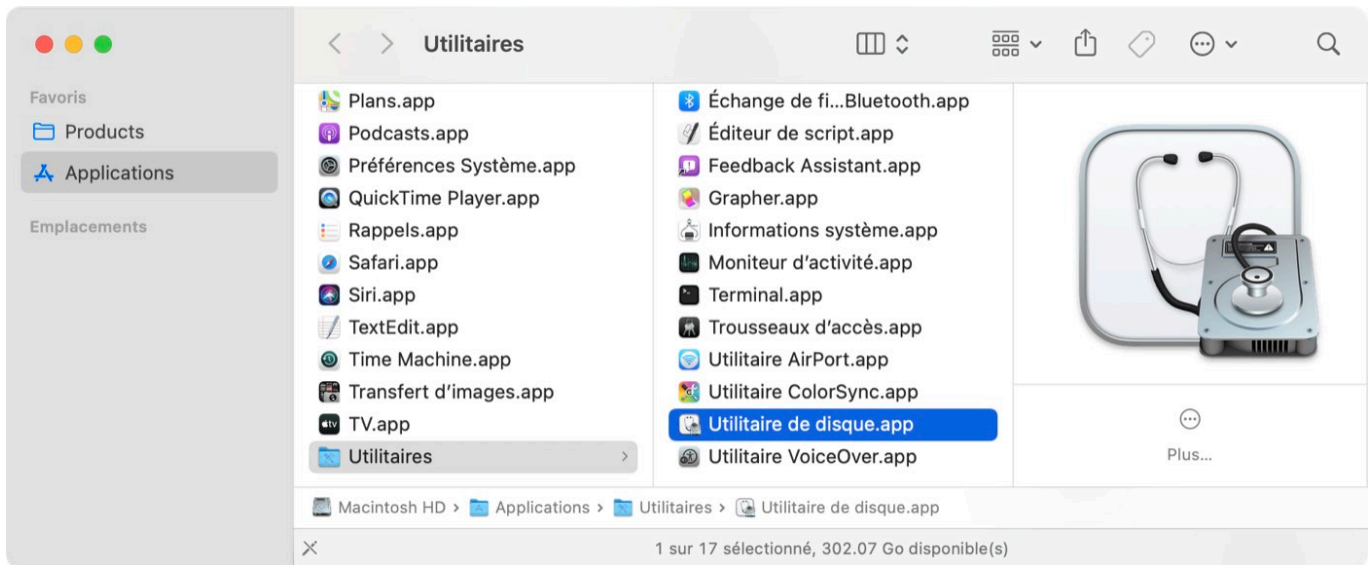 Utilitaires
Favoris
Products
Applications
Emplacements
Plans.app
Podcasts.app
Préférences Système.app
QuickTime Player.app
Rappels.app
Safari.app
Siri.app
TextEdit.app
Time Machine.app
Transfert d'images.app
TV.app
Utilitaires
Échange de fi...Bluetooth.app
Éditeur de script.app
Feedback Assistant.app
Grapher.app
Informations système.app
Moniteur d'activité.app
Terminal.app
Trousseaux d'accès.app
Utilitaire AirPort.app
Utilitaire ColorSync.app
Utilitaire de disque.app
Utilitaire VoiceOver.app
Plus...
Macintosh HD › Applications › Utilitaires › Utilitaire de disque.app
1 sur 17 sélectionné, 302.07 Go disponible(s)